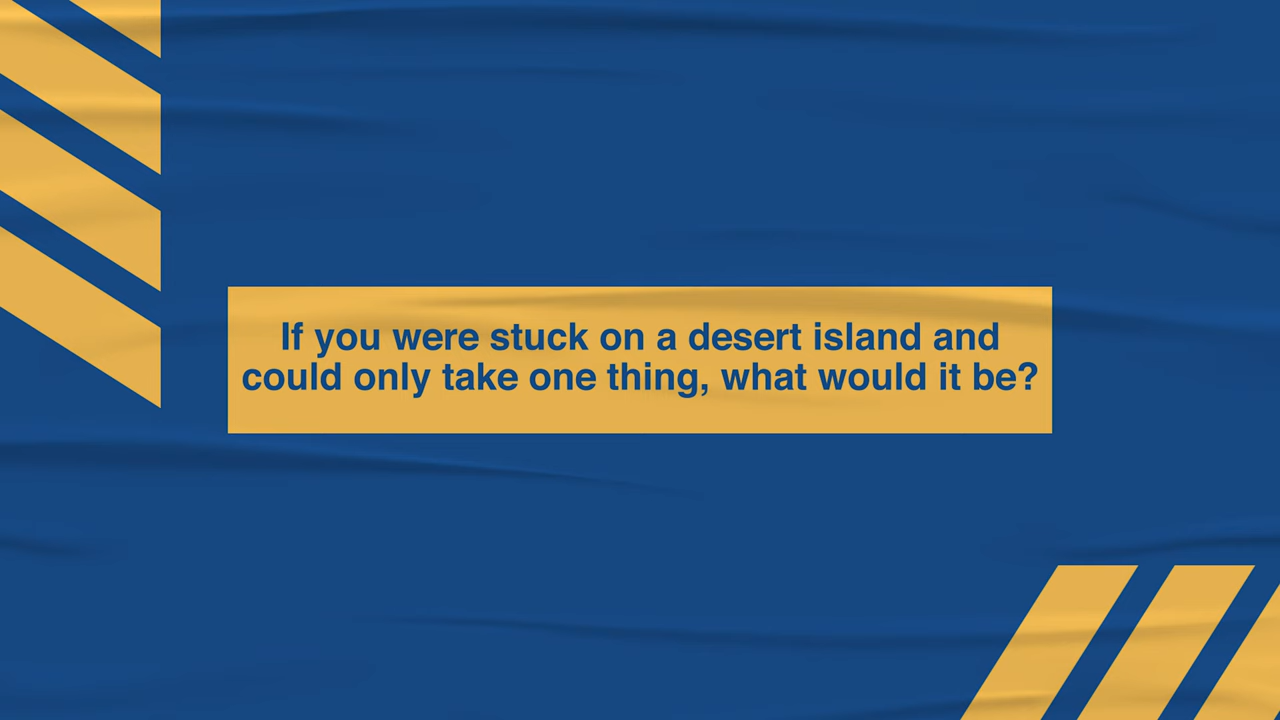 If you were stuck on a desert island and
could only take one thing, what would it be?